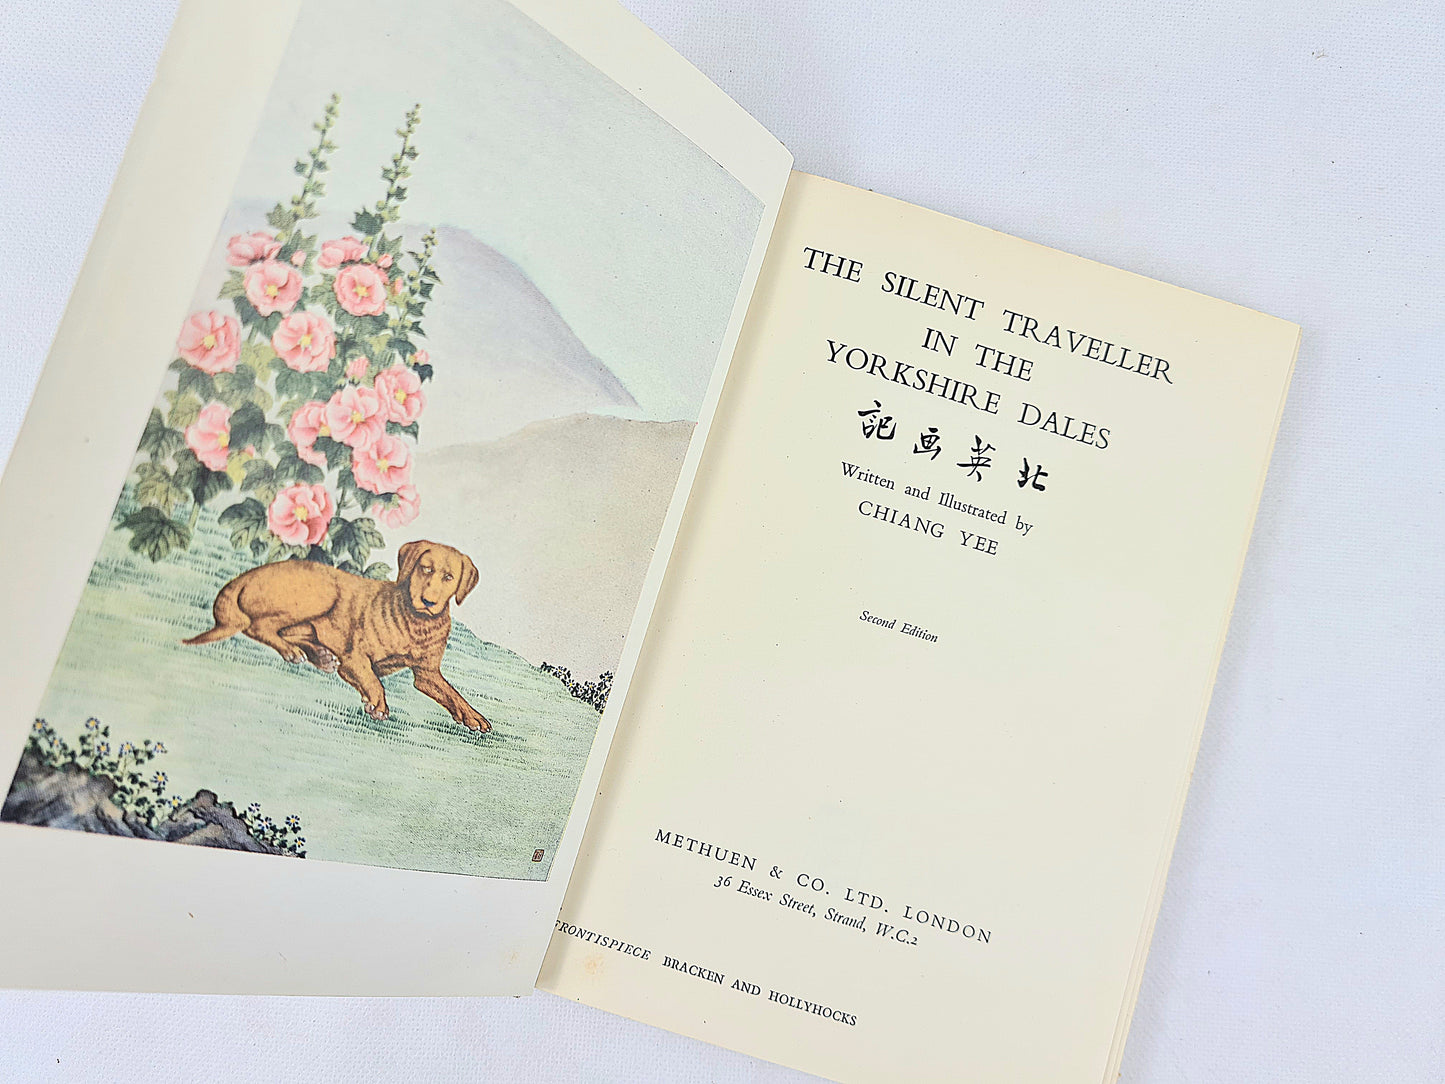 THE SILENT TRAVELLER
IN THE
YORKSHIRE DALES
記画英北
Written and Illustrated by
CHIANG YEE
Second Edition
METHUEN & CO. LTD. LONDON
36 Essex Street, Strand, W.C.2
FRONTISPIECE BRACKEN AND HOLLYHOCKS